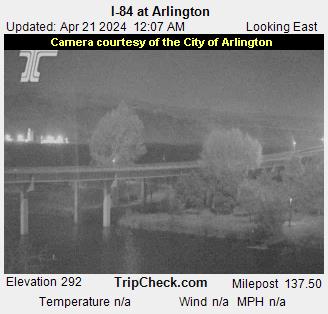 I-84 at Arlington
Updated: Apr 21 2024 12:07 AM Looking East
Camera courtesy of the City of Arlington
Elevation 292 TripCheck.com Milepost 137.50
Temperature n/a Wind n/a MPH n/a